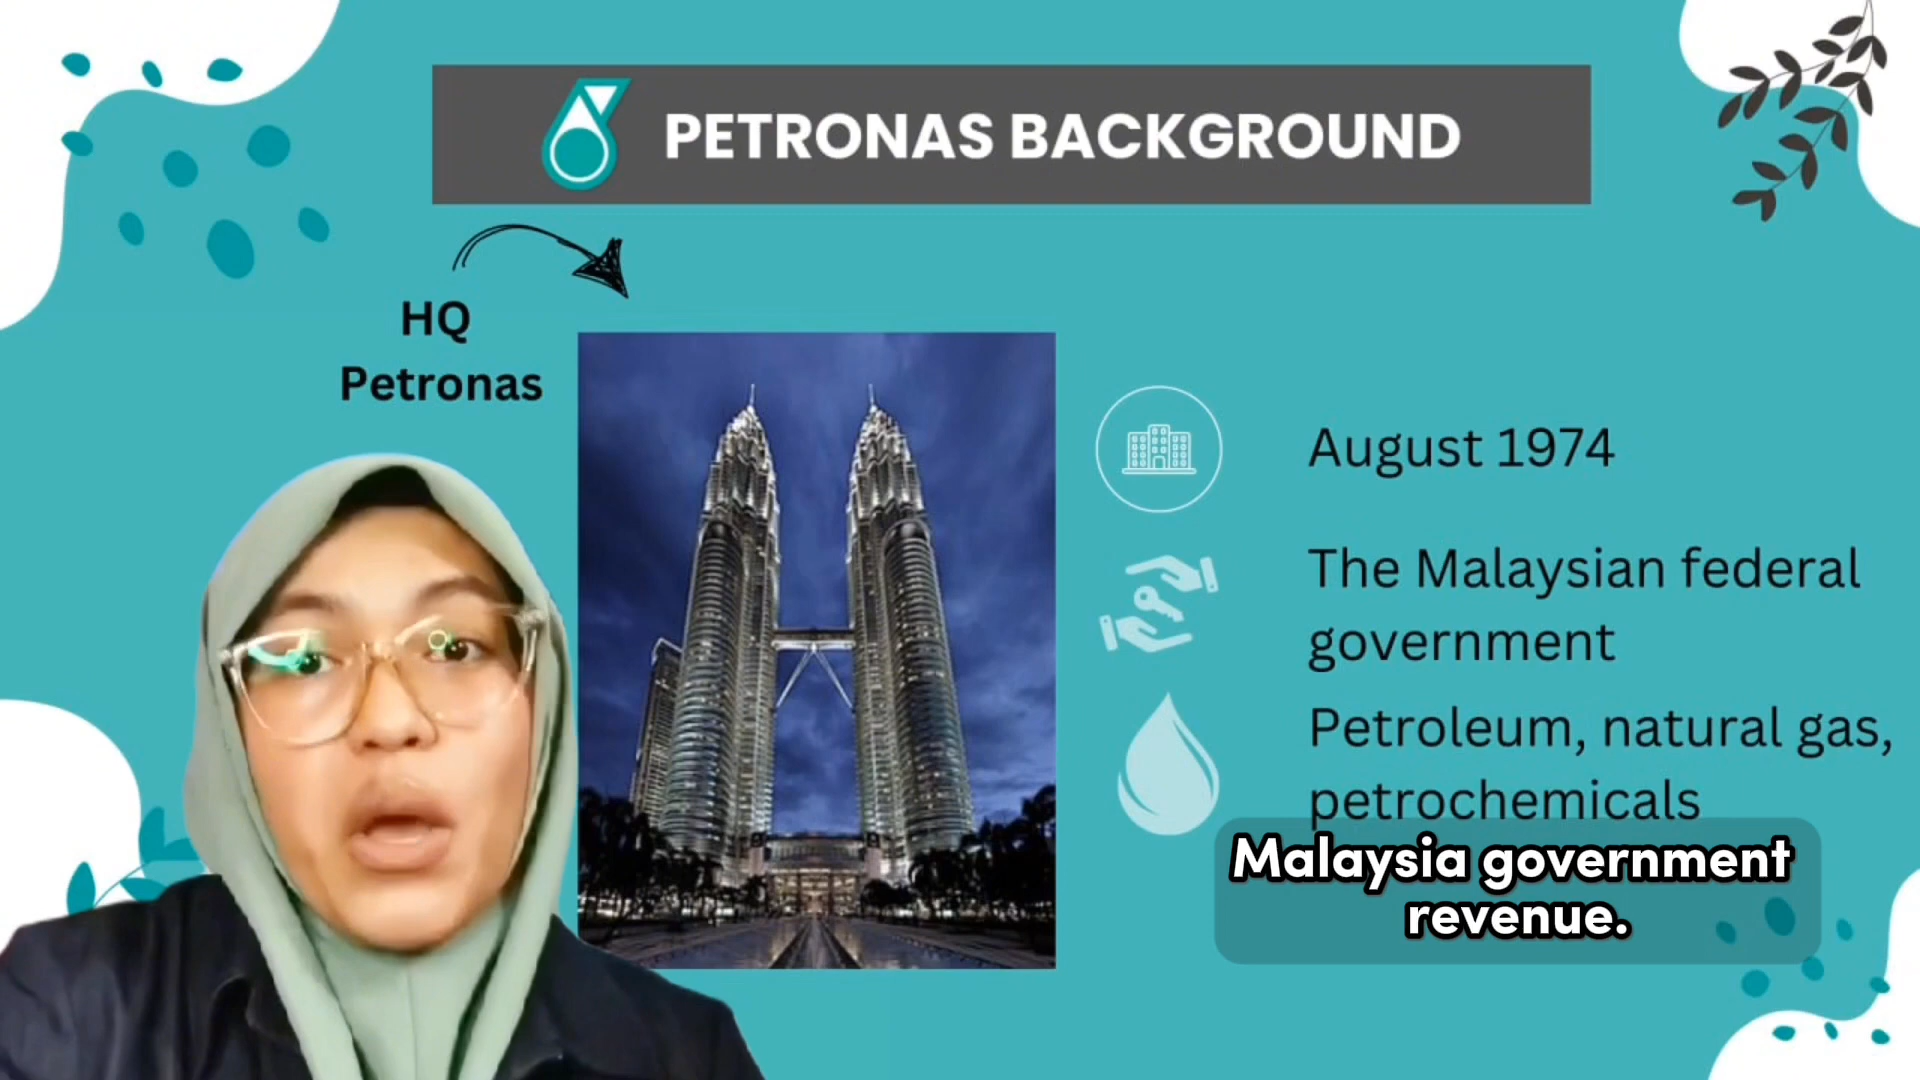 PETRONAS BACKGROUND
HQ
Petronas
August 1974
The Malaysian federal
government
Petroleum, natural gas,
petrochemicals
Malaysia government
revenue.